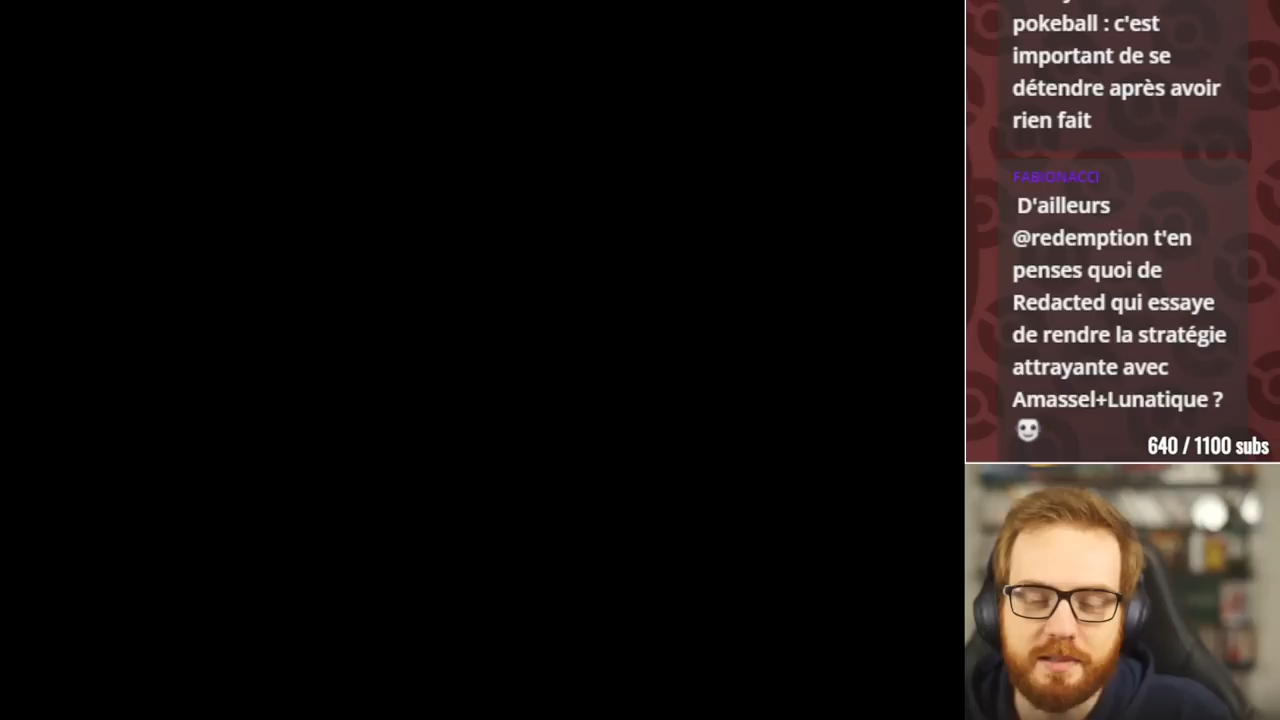 pokeball : c'est
important de se
détendre après avoir
rien fait
FABIONACCI
D'ailleurs
@redemption t'en
penses quoi de
Redacted qui essaye
de rendre la stratégie
attrayante avec
Amassel+Lunatique ?
640 / 1100 subs